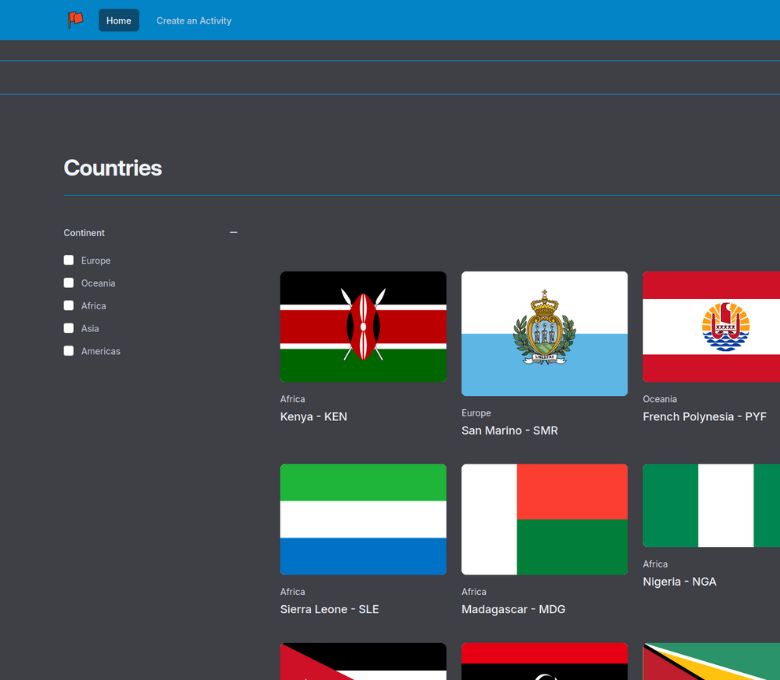 Home
Create an Activity
Countries
Continent
Europe
Oceania
Africa
Asia
Americas
Africa
Kenya - KEN
Europe
San Marino - SMR
Oceania
French Polynesia - PYF
Africa
Sierra Leone - SLE
Africa
Madagascar - MDG
Africa
Nigeria - NGA